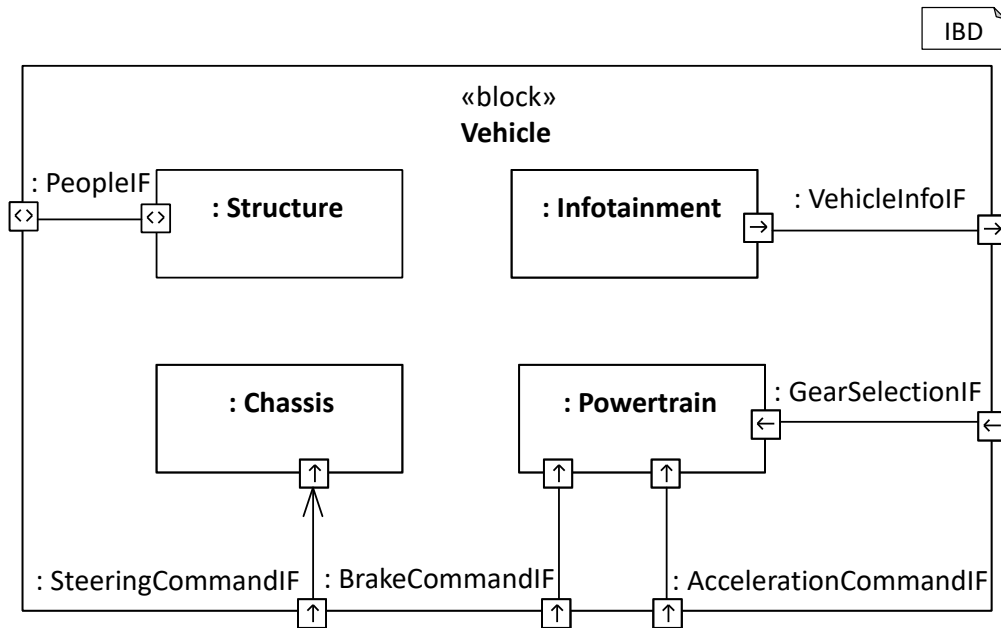 IBD
«block»
Vehicle
: PeopleIF
: Structure
: Infotainment
: VehicleInfoIF
: Chassis
: Powertrain
: GearSelectionIF
: SteeringCommandIF
: BrakeCommandIF
: AccelerationCommandIF